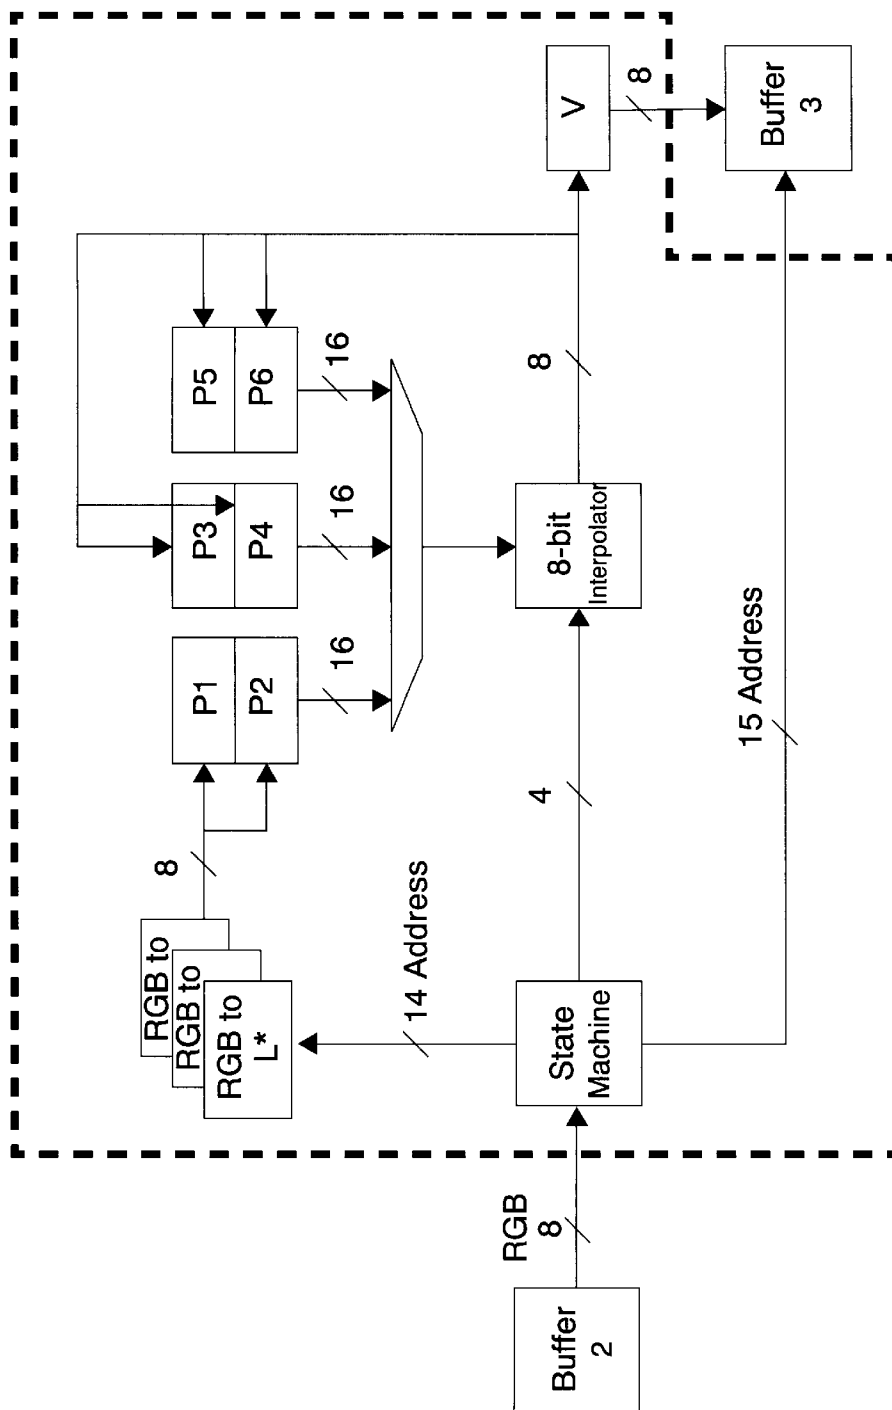 RGB to
RGB to
RGB to
L*
8
P1
P2
P3
P4
P5
P6
16
16
16
14 Address
Buffer
2
RGB
8
State
Machine
4
8-bit
Interpolator
8
V
8
15 Address
Buffer
3